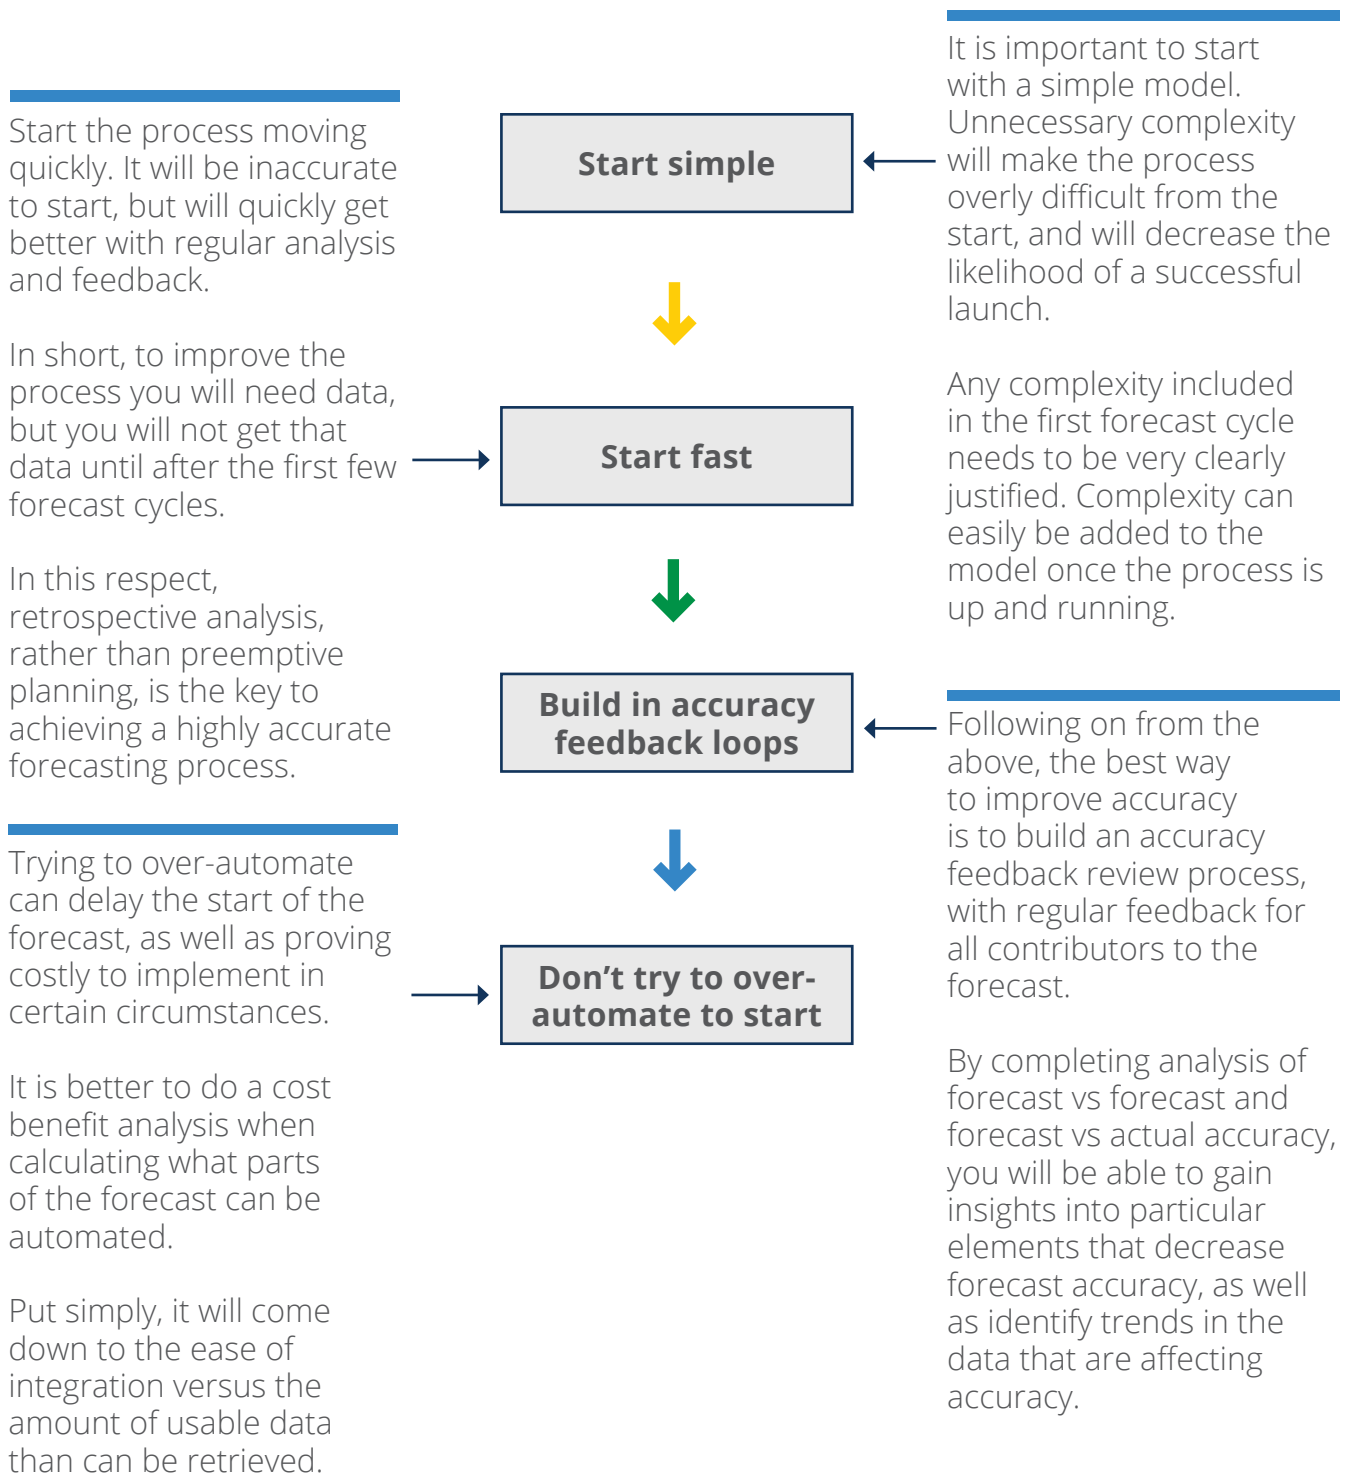 Start simple
It is important to start
with a simple model.
Unnecessary complexity
will make the process
overly difficult from the
start, and will decrease the
likelihood of a successful
launch.
Any complexity included
in the first forecast cycle
needs to be very clearly
justified. Complexity can
easily be added to the
model once the process is
up and running.
Start the process moving
quickly. It will be inaccurate
to start, but will quickly get
better with regular analysis
and feedback.
In short, to improve the
process you will need data,
but you will not get that
data until after the first few
forecast cycles.
In this respect,
retrospective analysis,
rather than preemptive
planning, is the key to
achieving a highly accurate
forecasting process.
Start fast
Build in accuracy
feedback loops
Following on from the
above, the best way
to improve accuracy
is to build an accuracy
feedback review process,
with regular feedback for
all contributors to the
forecast.
By completing analysis of
forecast vs forecast and
forecast vs actual accuracy,
you will be able to gain
insights into particular
elements that decrease
forecast accuracy, as well
as identify trends in the
data that are affecting
accuracy.
Trying to over-automate
can delay the start of the
forecast, as well as proving
costly to implement in
certain circumstances.
It is better to do a cost
benefit analysis when
calculating what parts
of the forecast can be
automated.
Put simply, it will come
down to the ease of
integration versus the
amount of usable data
than can be retrieved.
Don’t try to over-
automate to start